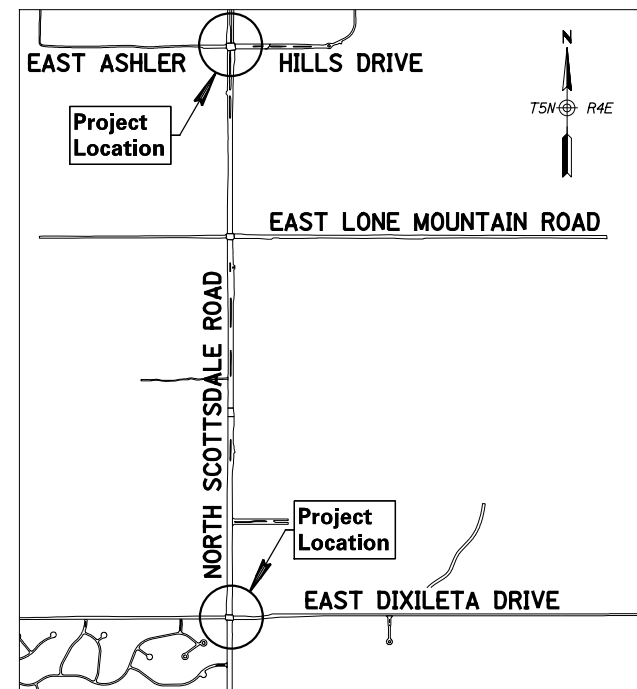 N
EAST ASHLER HILLS DRIVE
T5N R4E
Project
Location
EAST LONE MOUNTAIN ROAD
NORTH SCOTTSDALE ROAD
Project
Location
EAST DIXILETA DRIVE